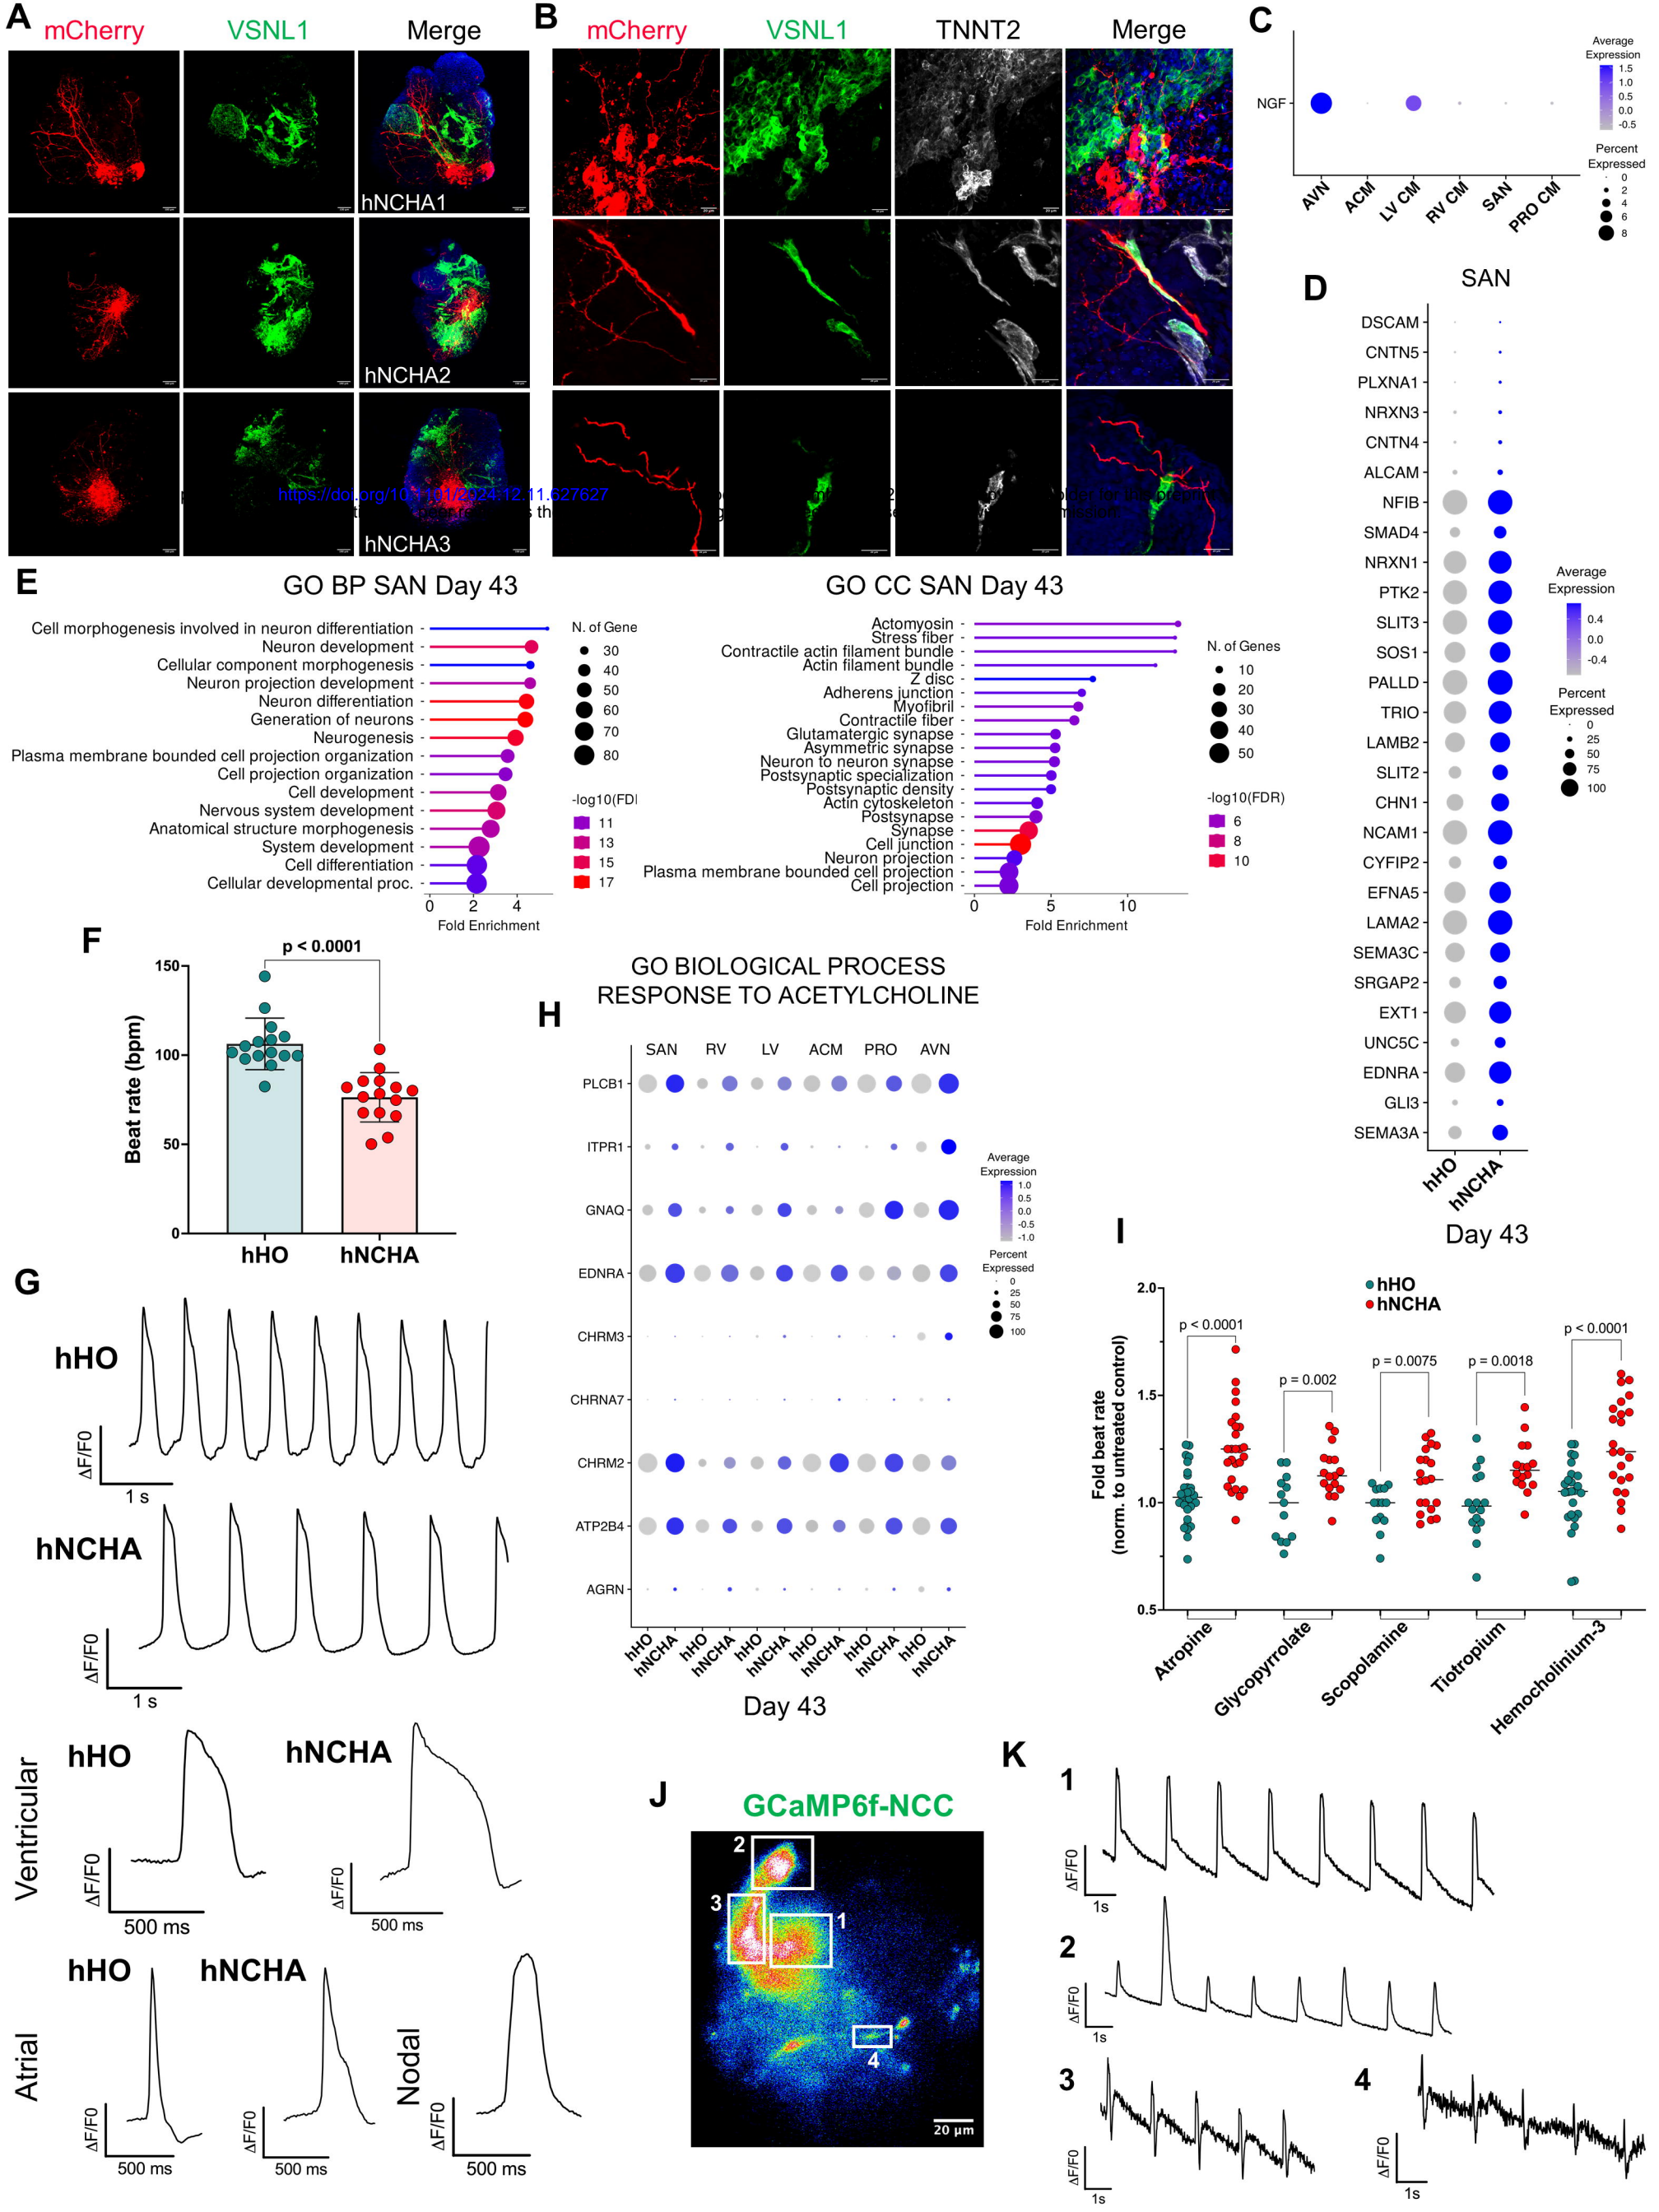 A
mCherry
VSNL1
Merge
hNCHA1
hNCHA2
hNCHA3
https://doi.org/10.1101/2024.12.11.627627
B
mCherry
VSNL1
TNNT2
Merge
C
NGF
AVN
ACM
LV CM
RV CM
SAN
PRO CM
Average
Expression
1.5
1.0
0.5
0.0
-0.5
Percent
Expressed
0
2
4
6
8
D
SAN
DSCAM
CNTN5
PLXNA1
NRXN3
CNTN4
ALCAM
NFIB
SMAD4
NRXN1
PTK2
SLIT3
SOS1
PALLD
TRIO
LAMB2
SLIT2
CHN1
NCAM1
CYFIP2
EFNA5
LAMA2
SEMA3C
SRGAP2
EXT1
UNC5C
EDNRA
GLI3
SEMA3A
hHO
hNCHA
Day 43
Average
Expression
0.4
0.0
-0.4
Percent
Expressed
0
25
50
75
100
E
GO BP SAN Day 43
Cell morphogenesis involved in neuron differentiation
Neuron development
Cellular component morphogenesis
Neuron projection development
Neuron differentiation
Generation of neurons
Neurogenesis
Plasma membrane bounded cell projection organization
Cell projection organization
Cell development
Nervous system development
Anatomical structure morphogenesis
System development
Cell differentiation
Cellular developmental proc.
0 2 4
Fold Enrichment
N. of Gene
30
40
50
60
70
80
-log10(FDI
11
13
15
17
GO CC SAN Day 43
Actomyosin
Stress fiber
Contractile actin filament bundle
Actin filament bundle
Z disc
Adherens junction
Myofibril
Contractile fiber
Glutamatergic synapse
Asymmetric synapse
Neuron to neuron synapse
Postsynaptic specialization
Postsynaptic density
Actin cytoskeleton
Postsynapse
Synapse
Cell junction
Neuron projection
Plasma membrane bounded cell projection
Cell projection
0 5 10
Fold Enrichment
N. of Genes
10
20
30
40
50
-log10(FDR)
6
8
10
F
p < 0.0001
Beat rate (bpm)
150
100
50
0
hHO
hNCHA
G
hHO
ΔF/F0
1 s
hNCHA
ΔF/F0
1 s
Ventricular
hHO
ΔF/F0
500 ms
hNCHA
ΔF/F0
500 ms
Atrial
hHO
ΔF/F0
500 ms
hNCHA
ΔF/F0
500 ms
Nodal
ΔF/F0
500 ms
H
GO BIOLOGICAL PROCESS
RESPONSE TO ACETYLCHOLINE
SAN RV LV ACM PRO AVN
PLCB1
ITPR1
GNAQ
EDNRA
CHRM3
CHRNA7
CHRM2
ATP2B4
AGRN
hHO hNCHA hHO hNCHA hHO hNCHA hHO hNCHA hHO hNCHA hHO hNCHA
Day 43
Average
Expression
1.0
0.5
0.0
-0.5
-1.0
Percent
Expressed
0
25
50
75
100
I
hHO
hNCHA
Fold beat rate
(norm. to untreated control)
2.0
1.5
1.0
0.5
p < 0.0001
p = 0.002
p = 0.0075
p = 0.0018
p < 0.0001
Atropine
Glycopyrrolate
Scopolamine
Tiotropium
Hemocholinium-3
J
GCaMP6f-NCC
2
3
1
4
20 µm
K
1
ΔF/F0
1s
2
ΔF/F0
1s
3
ΔF/F0
1s
4
ΔF/F0
1s